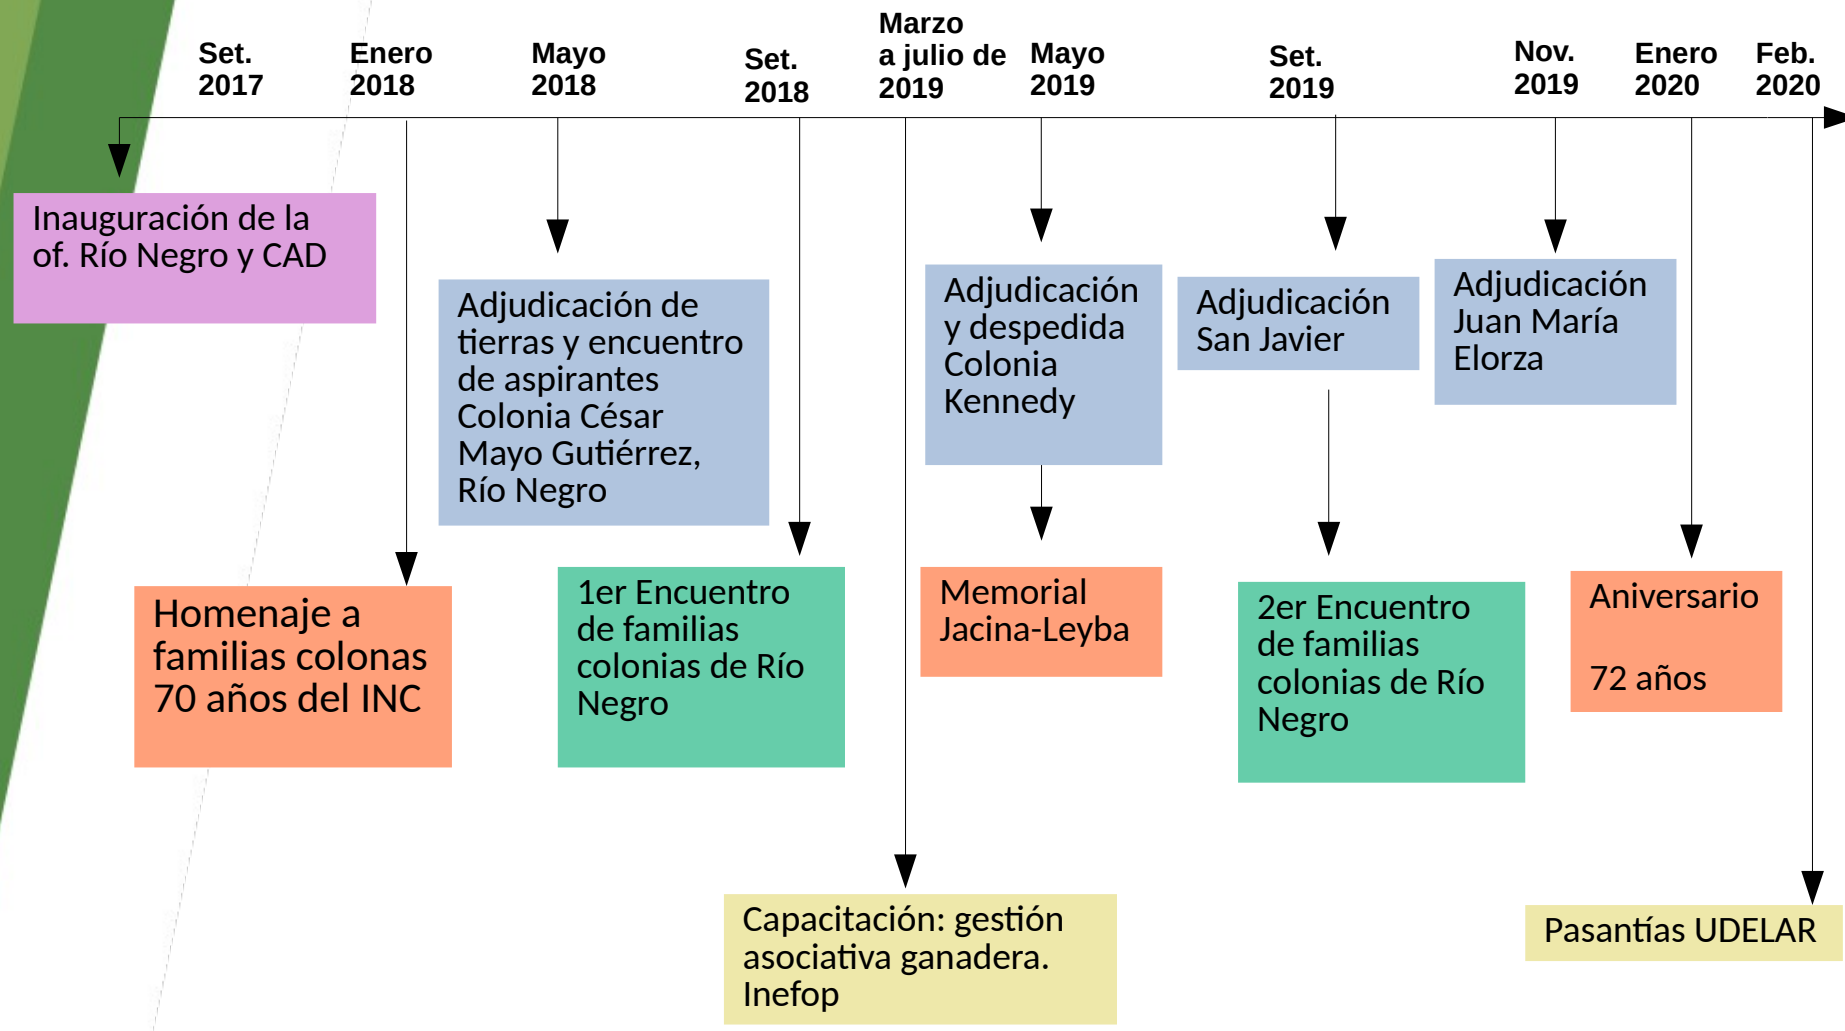 Set.
2017
Enero
2018
Mayo
2018
Set.
2018
Marzo
a julio de
2019
Mayo
2019
Set.
2019
Nov.
2019
Enero
2020
Feb.
2020
Inauguración de la
of. Río Negro y CAD
Adjudicación de
tierras y encuentro
de aspirantes
Colonia César
Mayo Gutiérrez,
Río Negro
Adjudicación
y despedida
Colonia
Kennedy
Adjudicación
San Javier
Adjudicación
Juan María
Elorza
Homenaje a
familias colonas
70 años del INC
1er Encuentro
de familias
colonias de Río
Negro
Memorial
Jacina-Leyba
2er Encuentro
de familias
colonias de Río
Negro
Aniversario
72 años
Capacitación: gestión
asociativa ganadera.
Inefop
Pasantías UDELAR